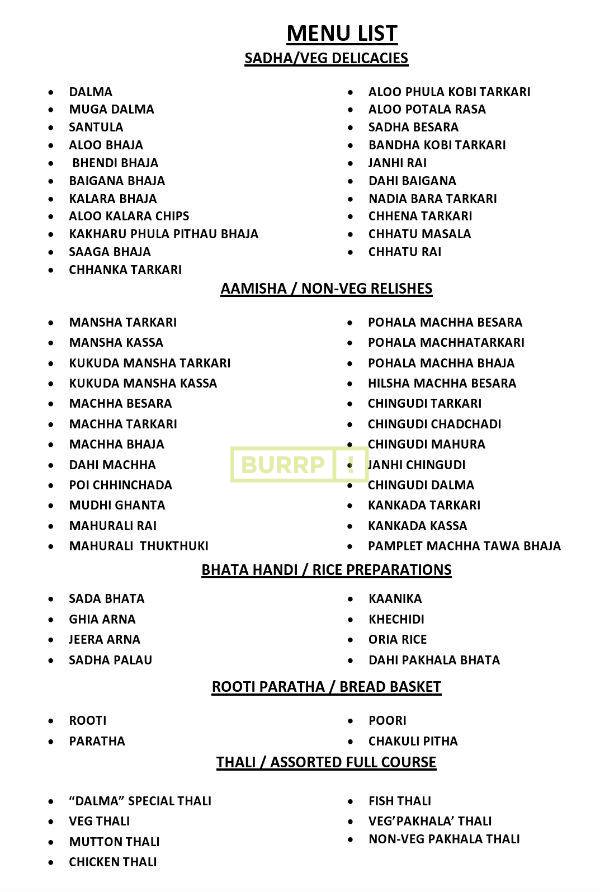 MENU LIST
SADHA/VEG DELICACIES
• DALMA
• MUGA DALMA
• SANTULA
• ALOO BHAJA
• BHENDI BHAJA
• BAIGANA BHAJA
• KALARA BHAJA
• ALOO KALARA CHIPS
• KAKHARU PHULA PITHAU BHAJA
• SAAGA BHAJA
• CHHANKA TARKARI
• ALOO PHULA KOBI TARKARI
• ALOO POTALA RASA
• SADHA BESARA
• BANDHA KOBI TARKARI
• JANHI RAI
• DAHI BAIGANA
• NADIA BARA TARKARI
• CHHENA TARKARI
• CHHATU MASALA
• CHHATU RAI
AAMISHA / NON-VEG RELISHES
• MANSHA TARKARI
• MANSHA KASSA
• KUKUDA MANSHA TARKARI
• KUKUDA MANSHA KASSA
• MACHHA BESARA
• MACHHA TARKARI
• MACHHA BHAJA
• DAHI MACHHA
• POI CHHINCHADA
• MUDHI GHANTA
• MAHURALI RAI
• MAHURALI THUKTHUKI
• POHALA MACHHA BESARA
• POHALA MACHHATARKARI
• POHALA MACHHA BHAJA
• HILSHA MACHHA BESARA
• CHINGUDI TARKARI
• CHINGUDI CHADCHADI
• CHINGUDI MAHURA
• JANHI CHINGUDI
• CHINGUDI DALMA
• KANKADA TARKARI
• KANKADA KASSA
• PAMPLET MACHHA TAWA BHAJA
BURRP !
BHATA HANDI / RICE PREPARATIONS
• SADA BHATA
• GHIA ARNA
• JEERA ARNA
• SADHA PALAU
• KAANIKA
• KHECHIDI
• ORIA RICE
• DAHI PAKHALA BHATA
ROOTI PARATHA / BREAD BASKET
• ROOTI
• PARATHA
• POORI
• CHAKULI PITHA
THALI / ASSORTED FULL COURSE
• “DALMA” SPECIAL THALI
• VEG THALI
• MUTTON THALI
• CHICKEN THALI
• FISH THALI
• VEG’PAKHALA’ THALI
• NON-VEG PAKHALA THALI